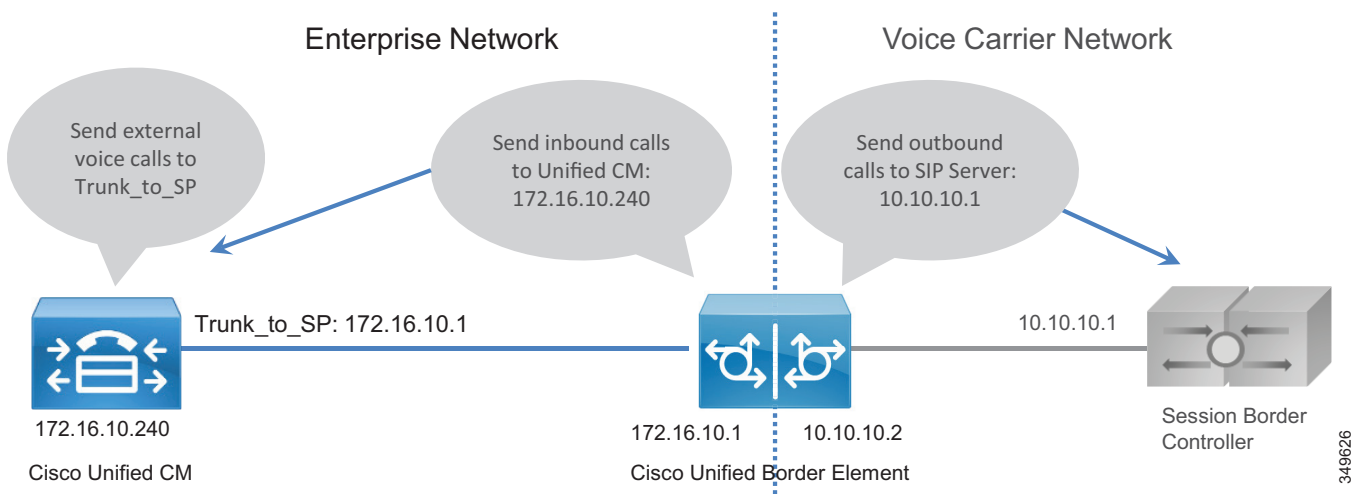 Enterprise Network
Voice Carrier Network
Send external
voice calls to
Trunk_to_SP
Send inbound calls
to Unified CM:
172.16.10.240
Send outbound
calls to SIP Server:
10.10.10.1
Trunk_to_SP: 172.16.10.1
10.10.10.1
172.16.10.240
Cisco Unified CM
172.16.10.1
10.10.10.2
Cisco Unified Border Element
Session Border
Controller
349626